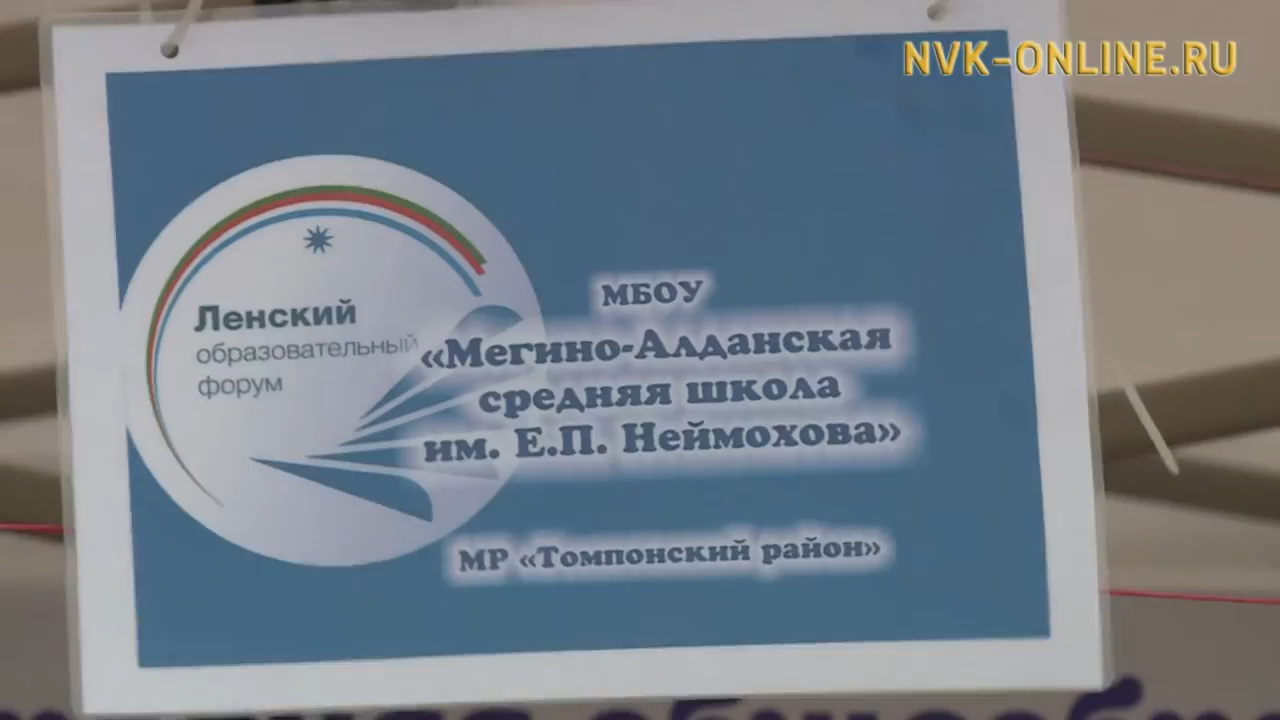 NVK-ONLINE.RU
Ленский
образовательный
форум
МБОУ
«Мегино-Алданская
средняя школа
им. Е.П. Неймохова»
МР «Томпонский район»